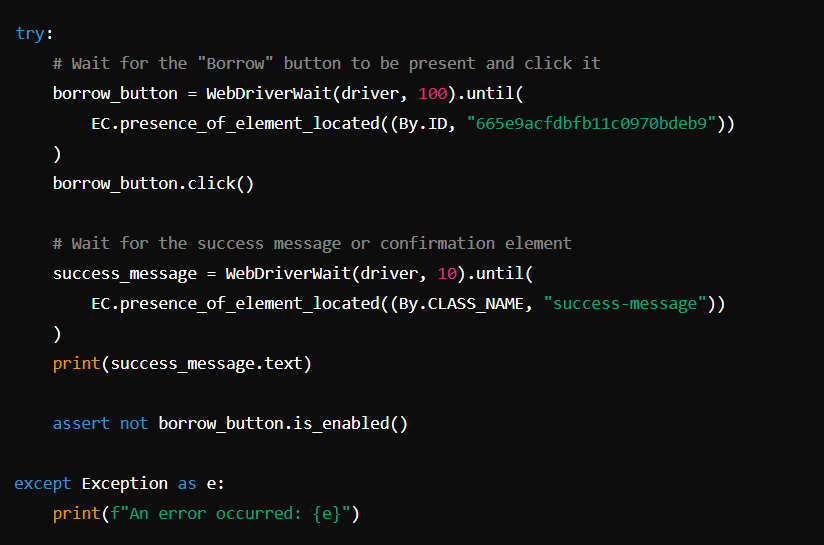 try:
    # Wait for the "Borrow" button to be present and click it
    borrow_button = WebDriverWait(driver, 100).until(
        EC.presence_of_element_located((By.ID, "665e9acfdbfb11c0970bdeb9"))
    )
    borrow_button.click()

    # Wait for the success message or confirmation element
    success_message = WebDriverWait(driver, 10).until(
        EC.presence_of_element_located((By.CLASS_NAME, "success-message"))
    )
    print(success_message.text)

    assert not borrow_button.is_enabled()

except Exception as e:
    print(f"An error occurred: {e}")